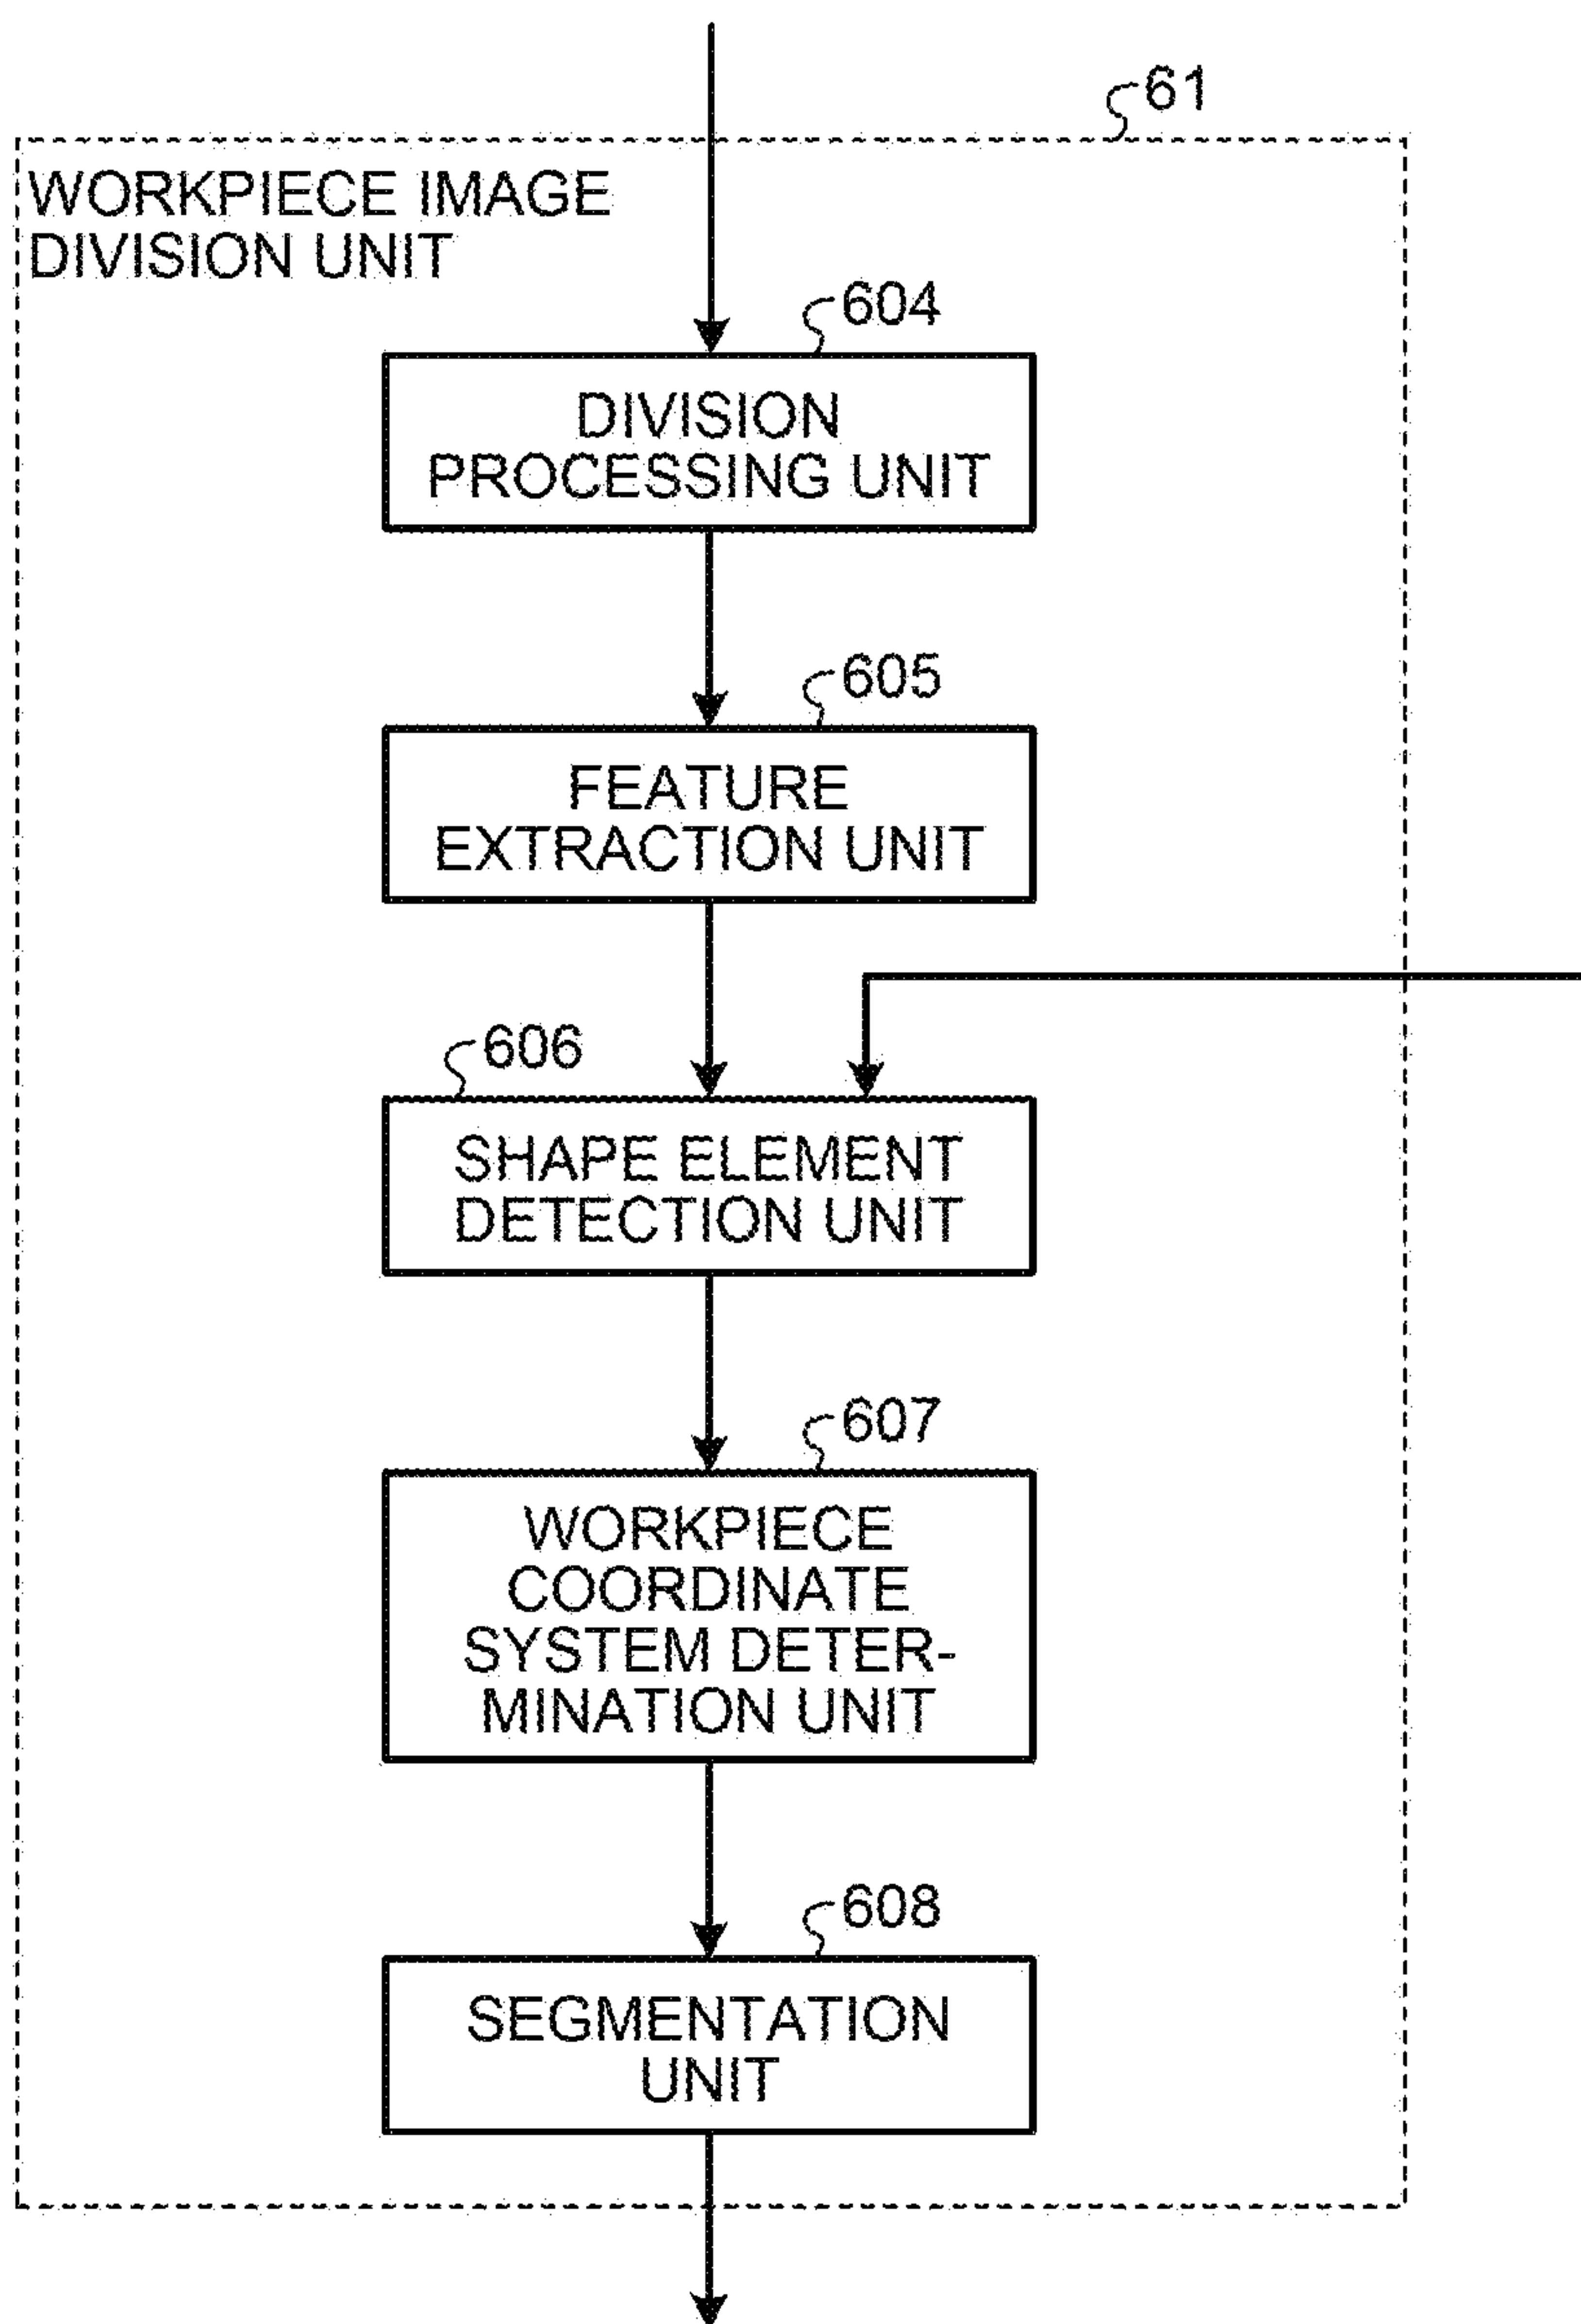 61
WORKPIECE IMAGE
DIVISION UNIT
604
DIVISION
PROCESSING UNIT
605
FEATURE
EXTRACTION UNIT
606
SHAPE ELEMENT
DETECTION UNIT
607
WORKPIECE
COORDINATE
SYSTEM DETER-
MINATION UNIT
608
SEGMENTATION
UNIT